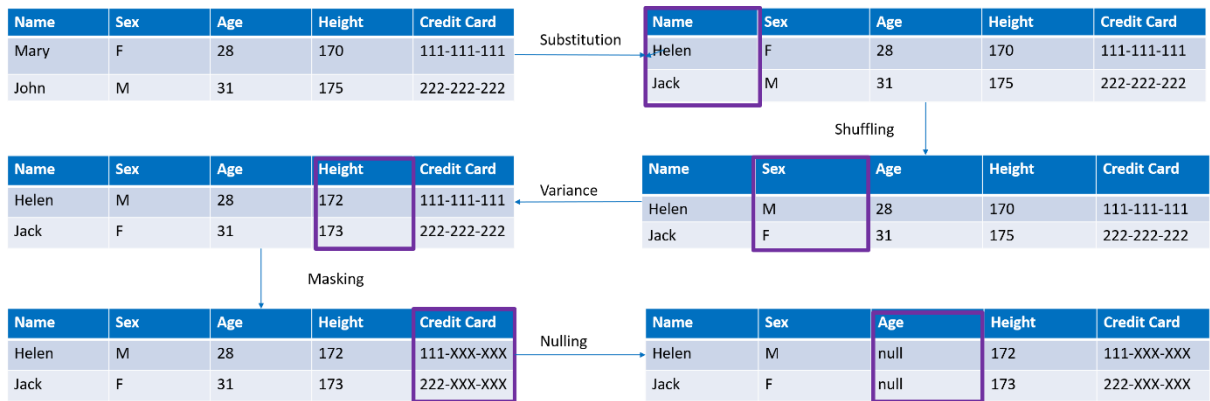 Name Sex Age Height Credit Card
Mary F 28 170 111-111-111
John M 31 175 222-222-222
Substitution
Name Sex Age Height Credit Card
Helen F 28 170 111-111-111
Jack M 31 175 222-222-222
Shuffling
Name Sex Age Height Credit Card
Helen M 28 170 111-111-111
Jack F 31 175 222-222-222
Variance
Name Sex Age Height Credit Card
Helen M 28 172 111-111-111
Jack F 31 173 222-222-222
Masking
Name Sex Age Height Credit Card
Helen M 28 172 111-XXX-XXX
Jack F 31 173 222-XXX-XXX
Nulling
Name Sex Age Height Credit Card
Helen M null 172 111-XXX-XXX
Jack F null 173 222-XXX-XXX